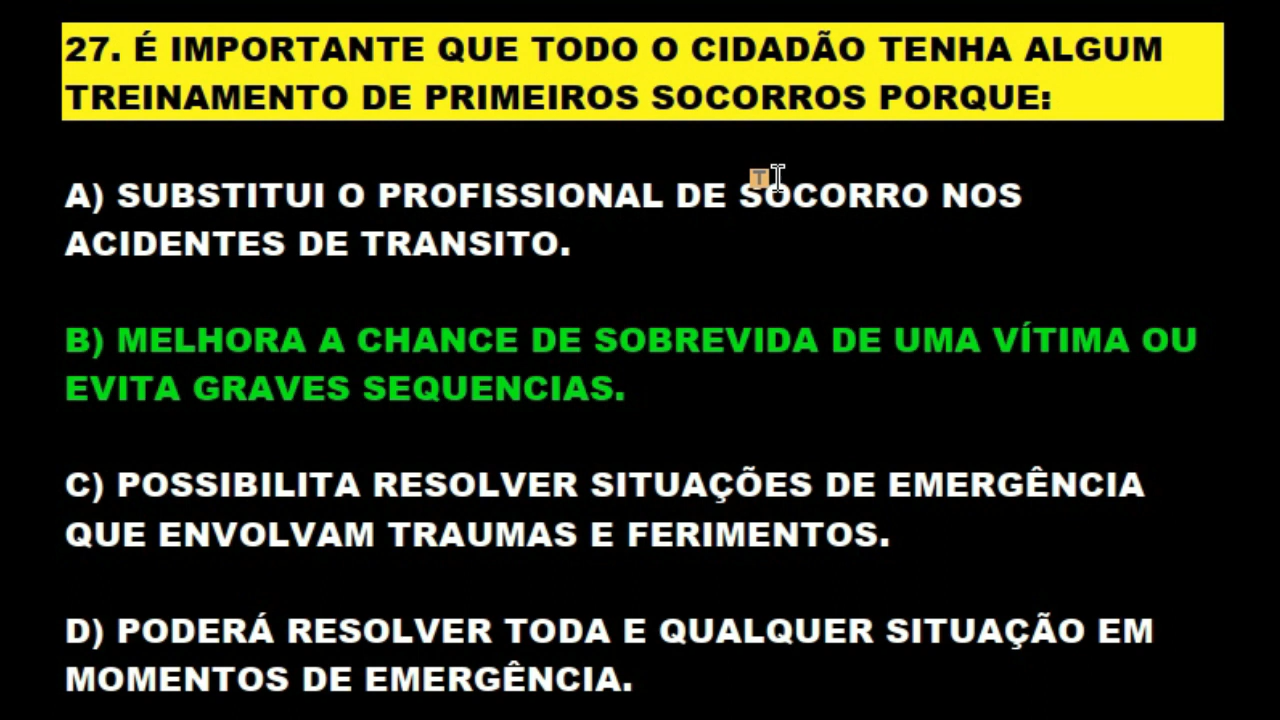 27. É IMPORTANTE QUE TODO O CIDADÃO TENHA ALGUM
TREINAMENTO DE PRIMEIROS SOCORROS PORQUE:
A) SUBSTITUI O PROFISSIONAL DE SOCORRO NOS
ACIDENTES DE TRANSITO.
B) MELHORA A CHANCE DE SOBREVIDA DE UMA VÍTIMA OU
EVITA GRAVES SEQUENCIAS.
C) POSSIBILITA RESOLVER SITUAÇÕES DE EMERGÊNCIA
QUE ENVOLVAM TRAUMAS E FERIMENTOS.
D) PODERÁ RESOLVER TODA E QUALQUER SITUAÇÃO EM
MOMENTOS DE EMERGÊNCIA.